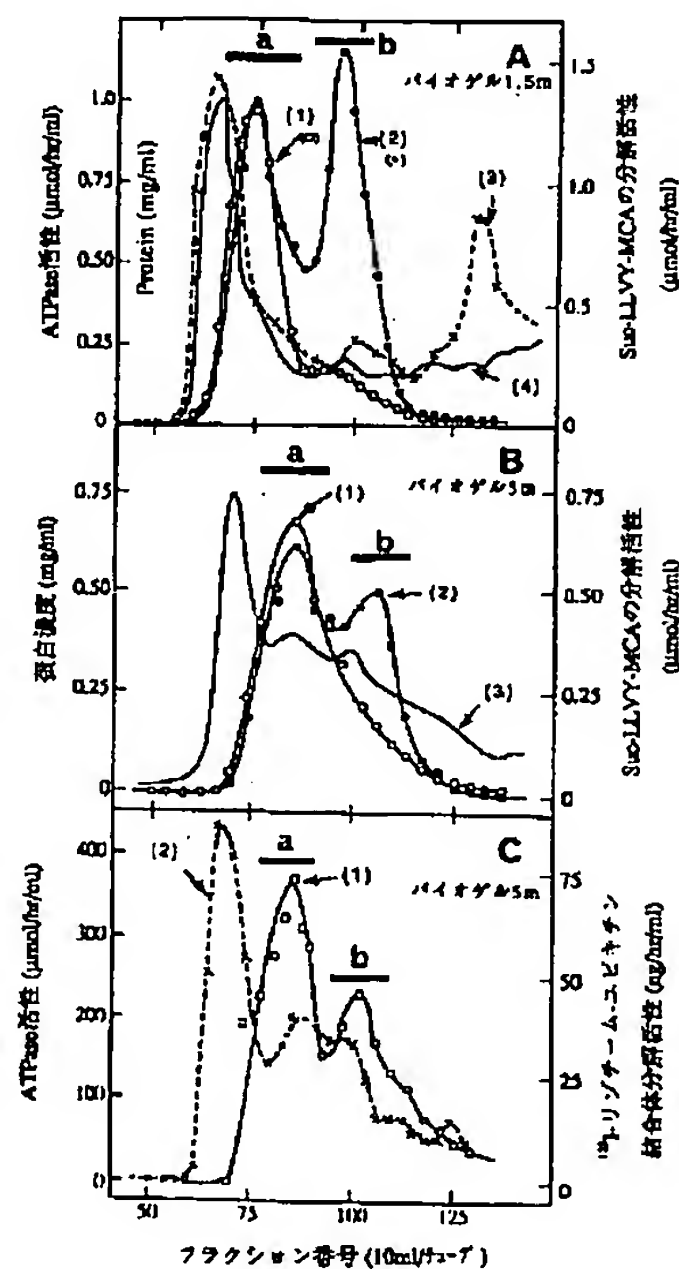 A
a
b
バイオゲル1.5m
(1)
(2)
(3)
(4)
ATPase活性 (μmol/hr/ml)
Protein (mg/ml)
1.0
0.75
0.50
0.25
0
1.5
1.0
0.5
0
Suc-LLVY-MCAの分解活性
(μmol/hr/ml)
B
a
b
バイオゲル5m
(1)
(2)
(3)
蛋白濃度 (mg/ml)
0.75
0.50
0.25
0
0.75
0.50
0.25
0
Suc-LLVY-MCAの分解活性
(μmol/hr/ml)
C
a
b
バイオゲル5m
(2)
(1)
ATPase活性 (μmol/hr/ml)
400
300
200
100
0
75
50
25
0
¹²⁵I-リゾチーム-ユビキチン
結合体分解活性 (μg/hr/ml)
50
75
100
125
フラクション番号 (10ml/チューブ)